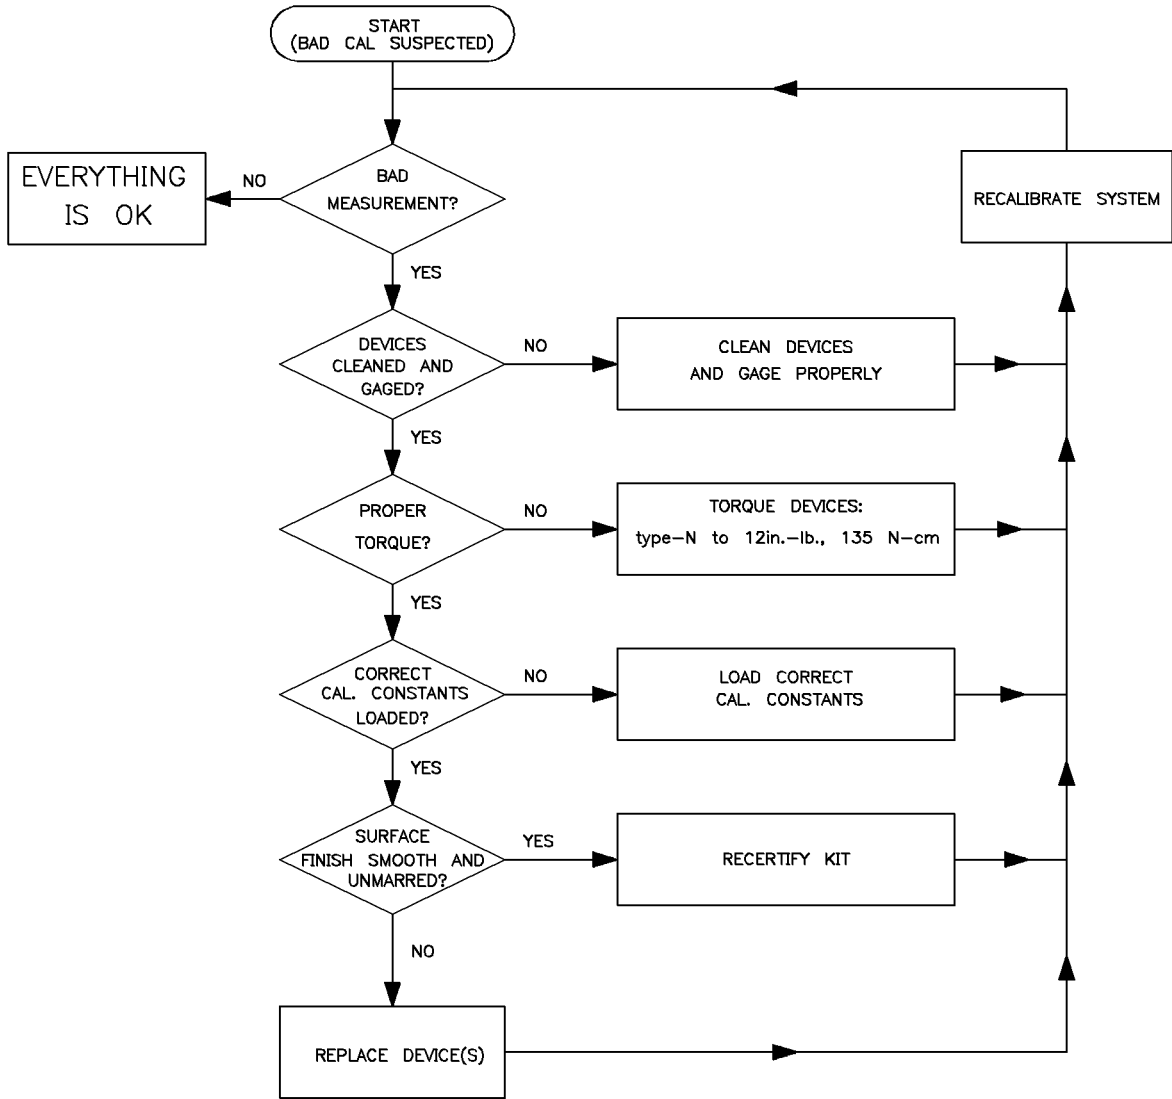 START
(BAD CAL SUSPECTED)
EVERYTHING
IS OK
NO
BAD
MEASUREMENT?
RECALIBRATE SYSTEM
YES
DEVICES
CLEANED AND
GAGED?
NO
CLEAN DEVICES
AND GAGE PROPERLY
YES
PROPER
TORQUE?
NO
TORQUE DEVICES:
type-N to 12in.-lb., 135 N-cm
YES
CORRECT
CAL. CONSTANTS
LOADED?
NO
LOAD CORRECT
CAL. CONSTANTS
YES
SURFACE
FINISH SMOOTH AND
UNMARRED?
YES
RECERTIFY KIT
NO
REPLACE DEVICE(S)